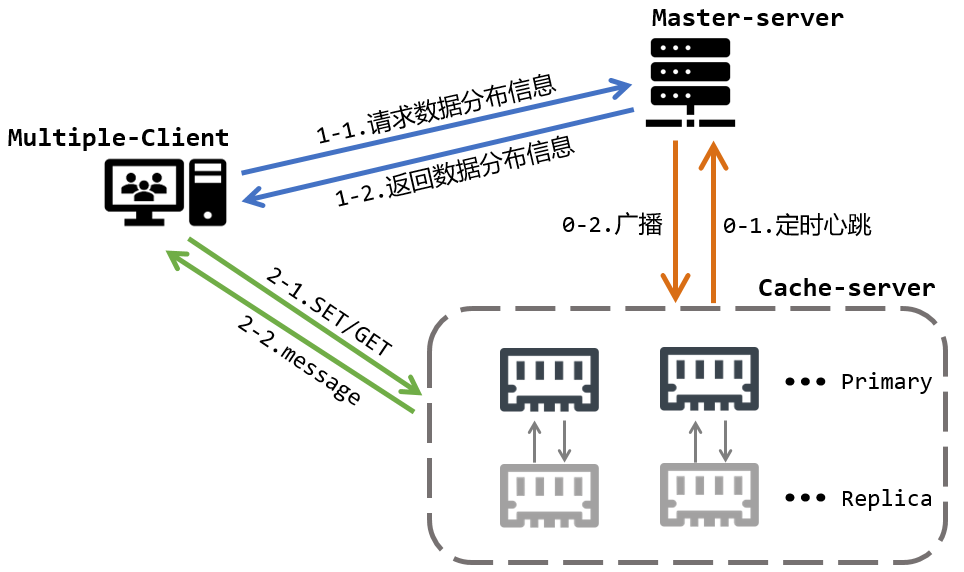 Master-server
Multiple-Client
1-1.请求数据分布信息
1-2.返回数据分布信息
0-2.广播
0-1.定时心跳
2-1.SET/GET
2-2.message
Cache-server
••• Primary
••• Replica